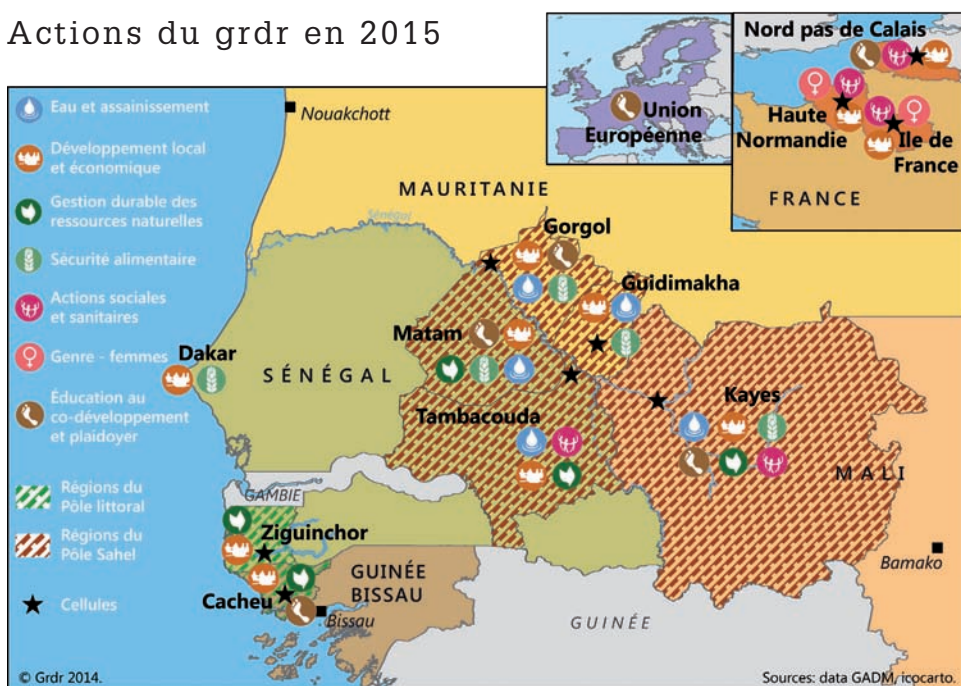 Actions du grdr en 2015
Eau et assainissement
Développement local
et économique
Gestion durable des
ressources naturelles
Sécurité alimentaire
Actions sociales
et sanitaires
Genre - femmes
Éducation au
co-développement
et plaidoyer
Régions du
Pôle littoral
Régions du
Pôle Sahel
Cellules
© Grdr 2014.
Nouakchott
MAURITANIE
Sénégal
Gorgol
Guidimakha
Matam
Dakar
SÉNÉGAL
Tambacouda
Kayes
MALI
Bamako
GAMBIE
Ziguinchor
Cacheu
GUINÉE
BISSAU
Bissau
GUINÉE
Union
Européenne
Nord pas de Calais
Haute
Normandie
Ile de
France
FRANCE
Sources: data GADM, icocarto.